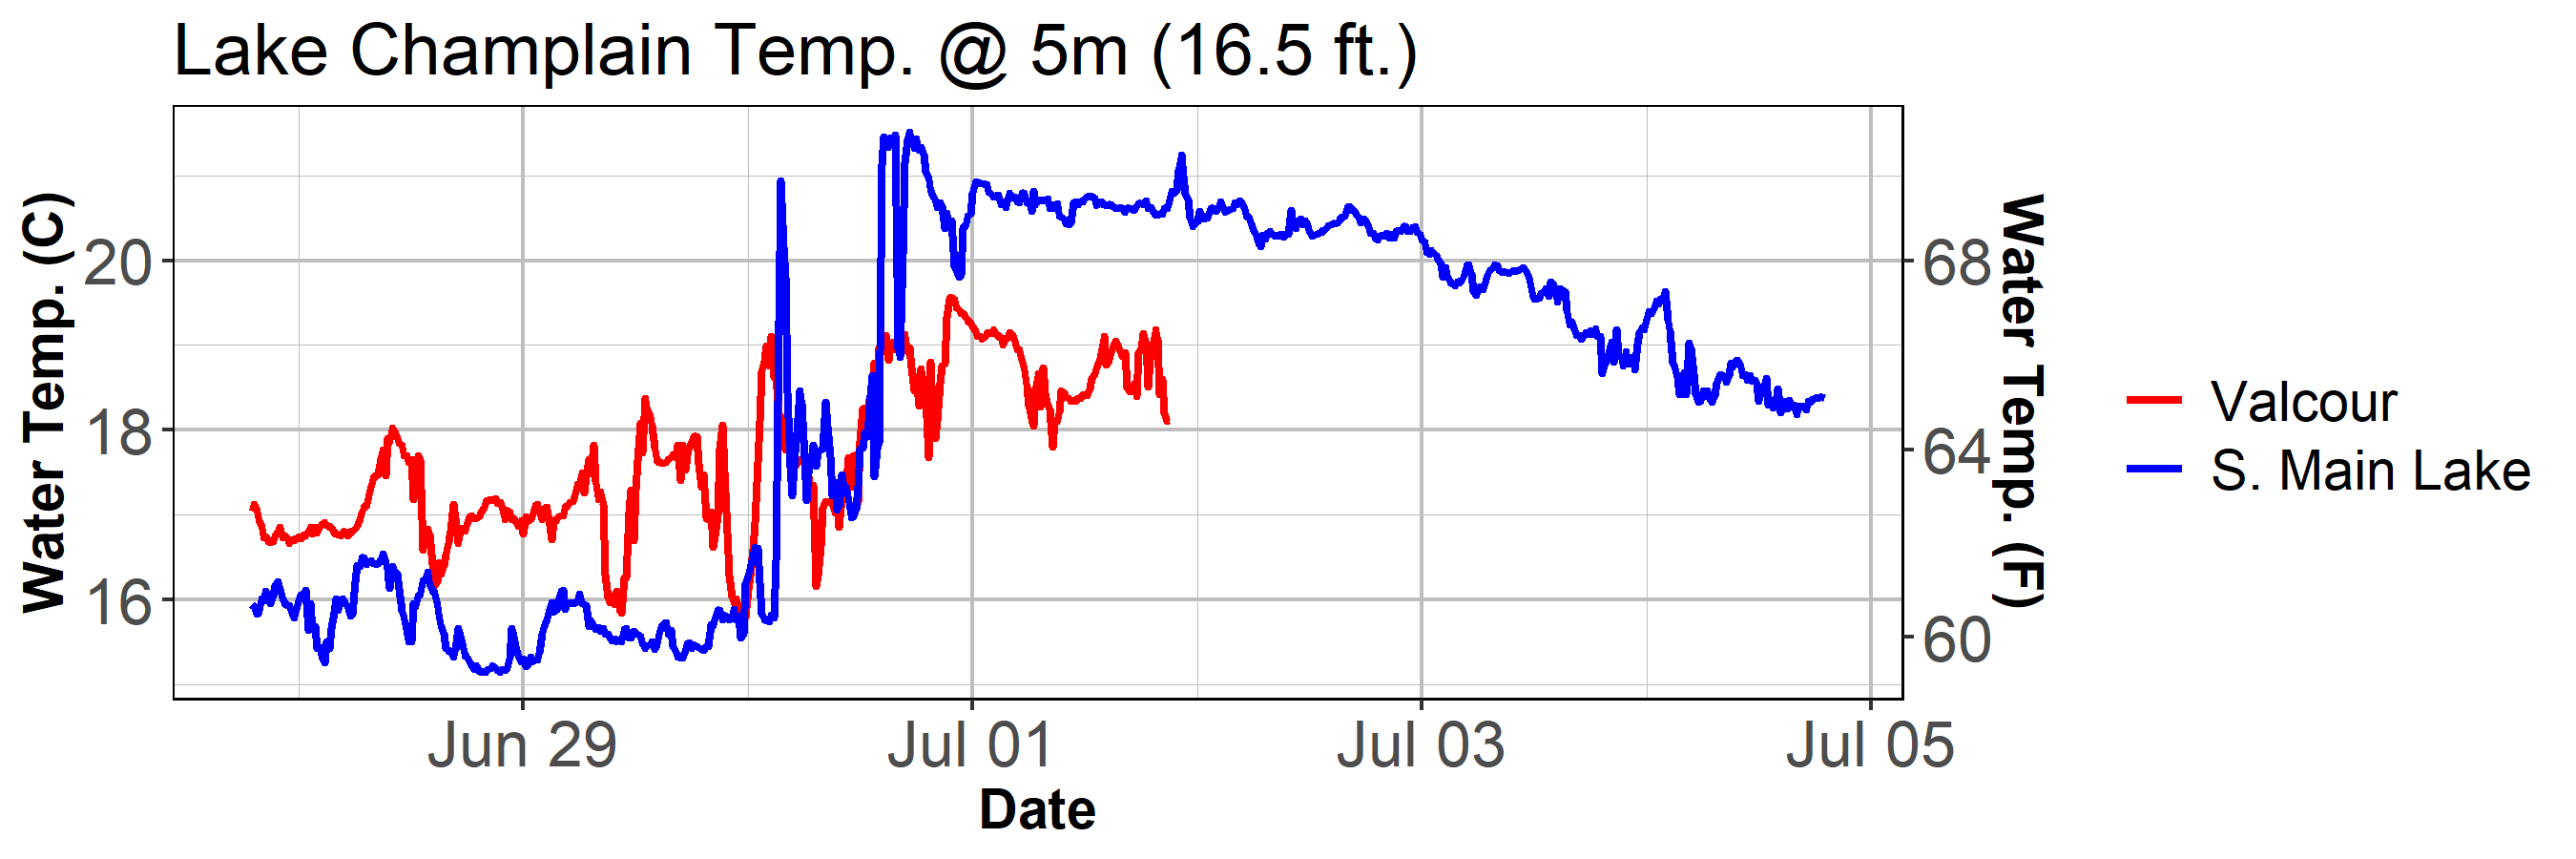 Lake Champlain Temp. @ 5m (16.5 ft.)
Water Temp. (C)
20
18
16
68
64
60
Water Temp. (F)
Valcour
S. Main Lake
Jun 29
Jul 01
Jul 03
Jul 05
Date